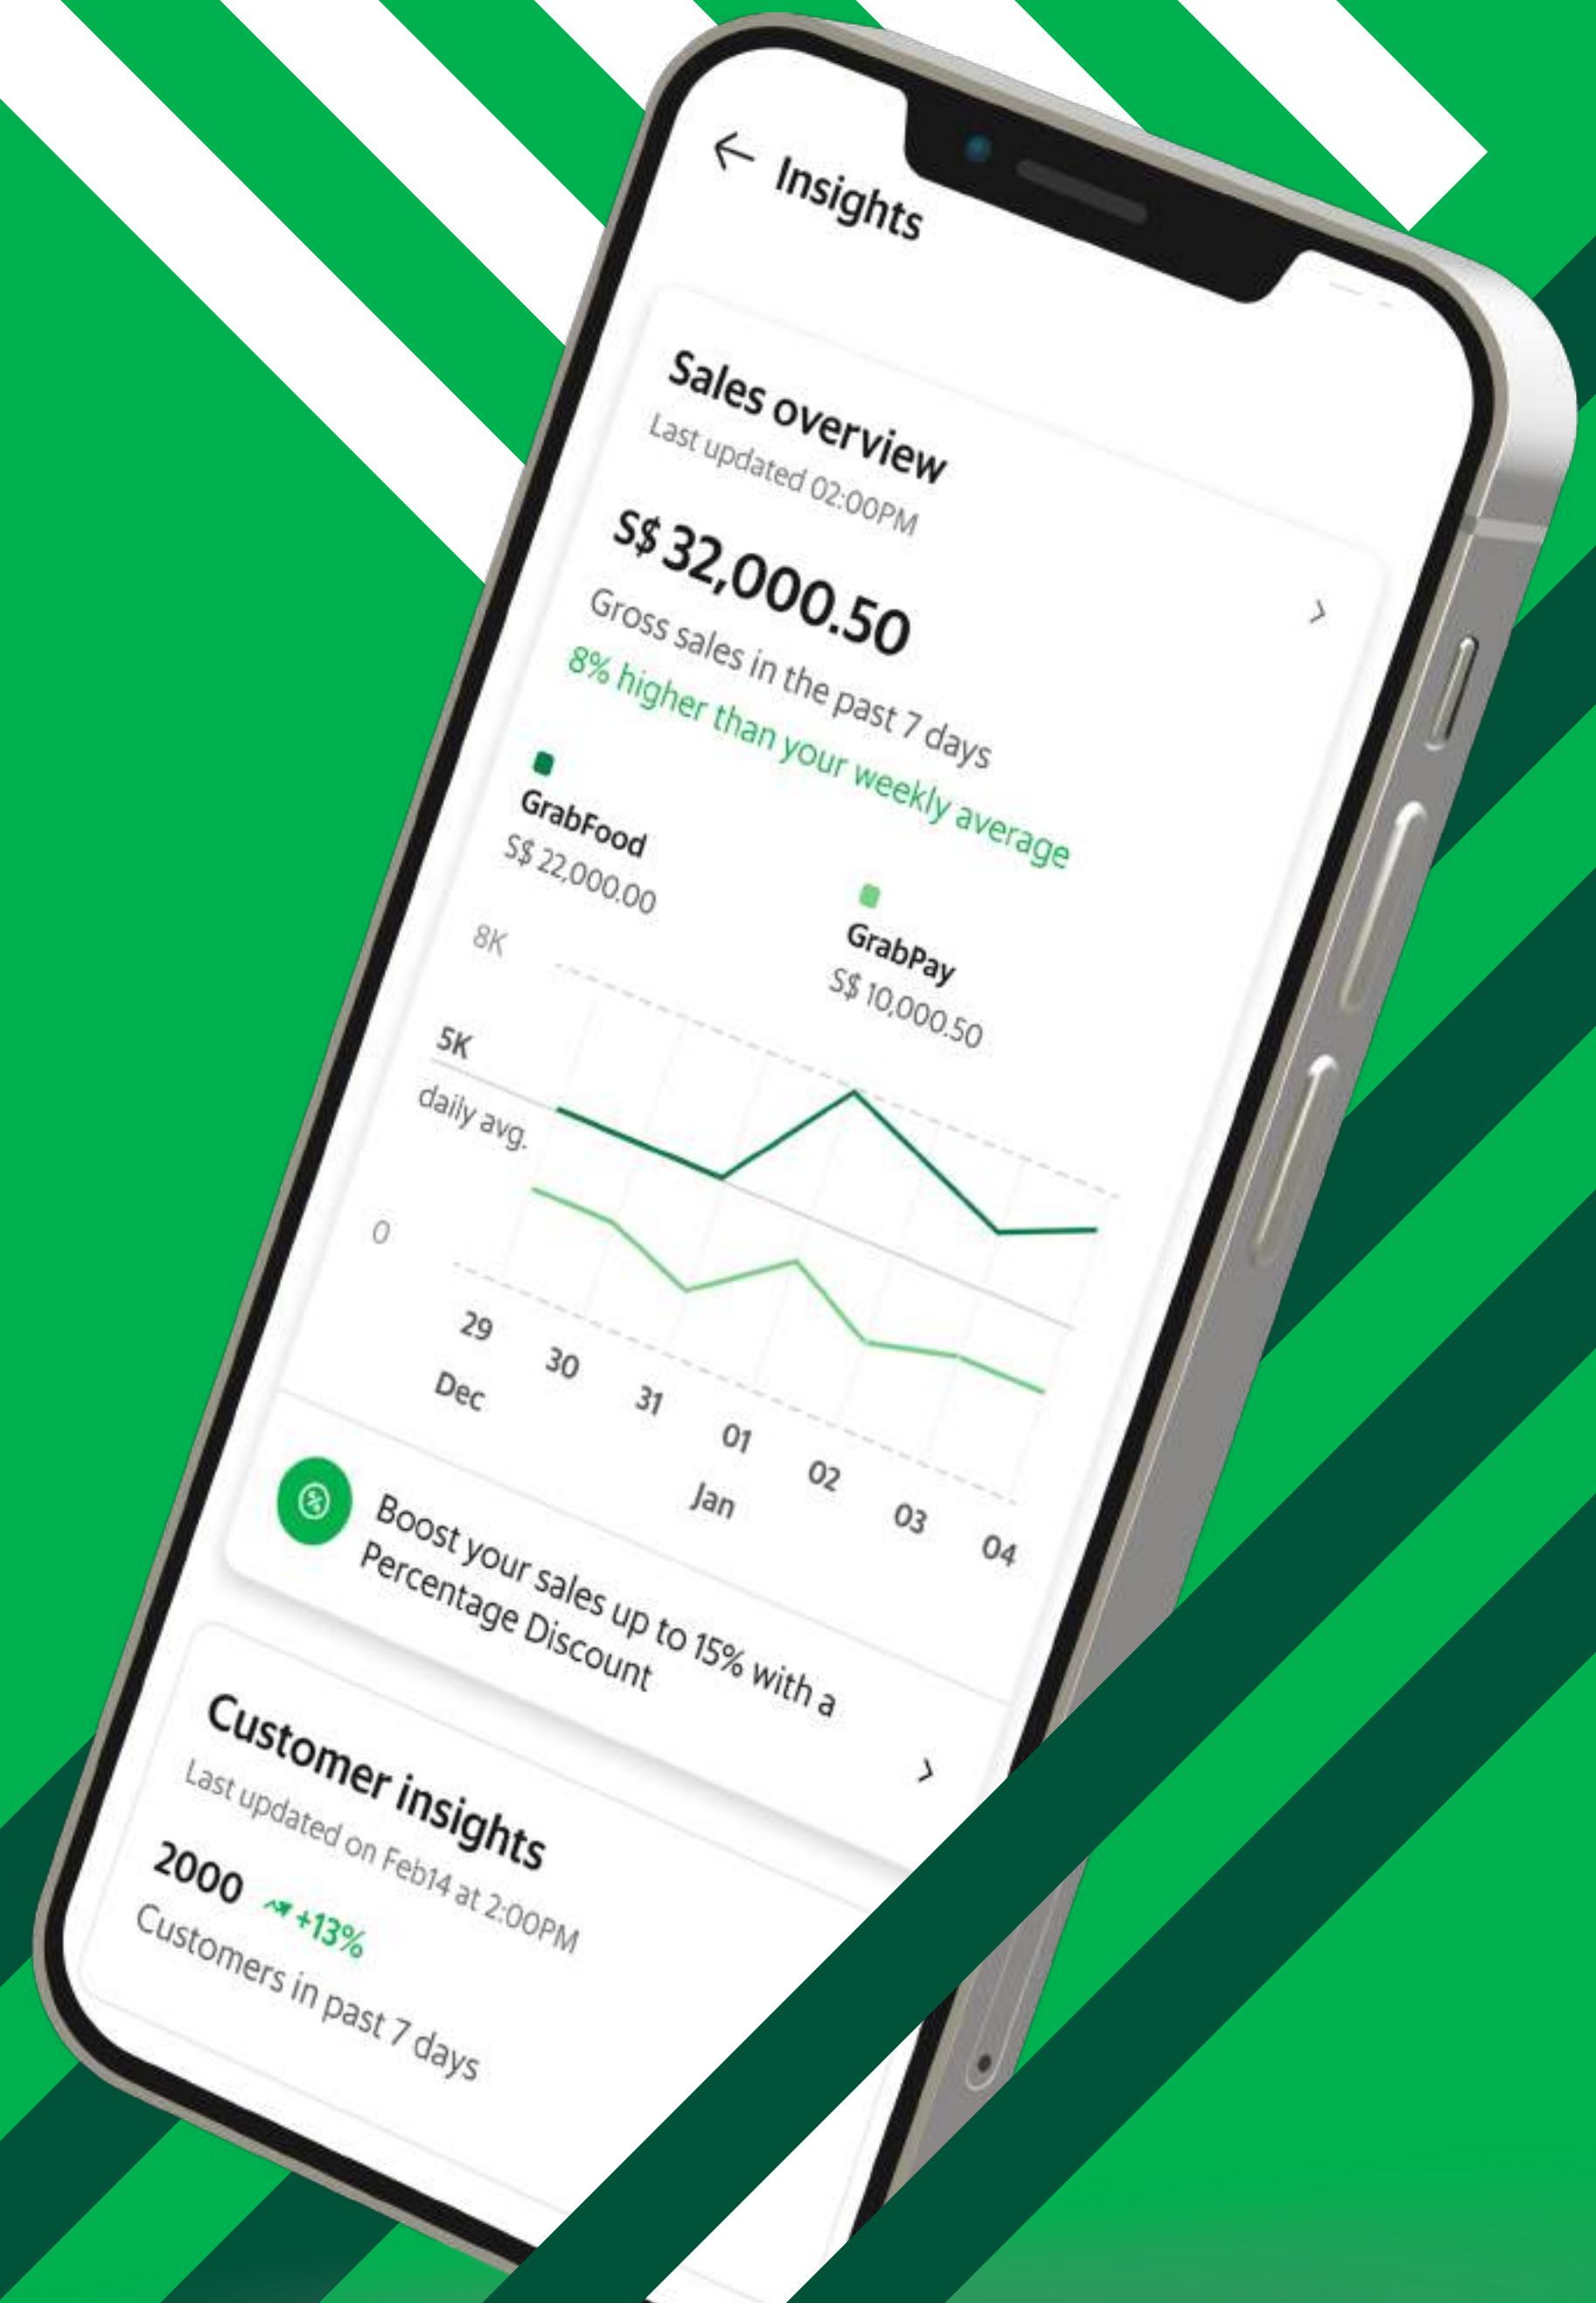 Insights
Sales overview
Last updated 02:00PM
S$ 32,000.50
Gross sales in the past 7 days
8% higher than your weekly average
GrabFood
S$ 22,000.00
GrabPay
S$ 10,000.50
8K
5K
daily avg.
0
29 30 31 01 02 03 04
Dec Jan
Boost your sales up to 15% with a
Percentage Discount
Customer insights
Last updated on Feb14 at 2:00PM
2000 +13%
Customers in past 7 days